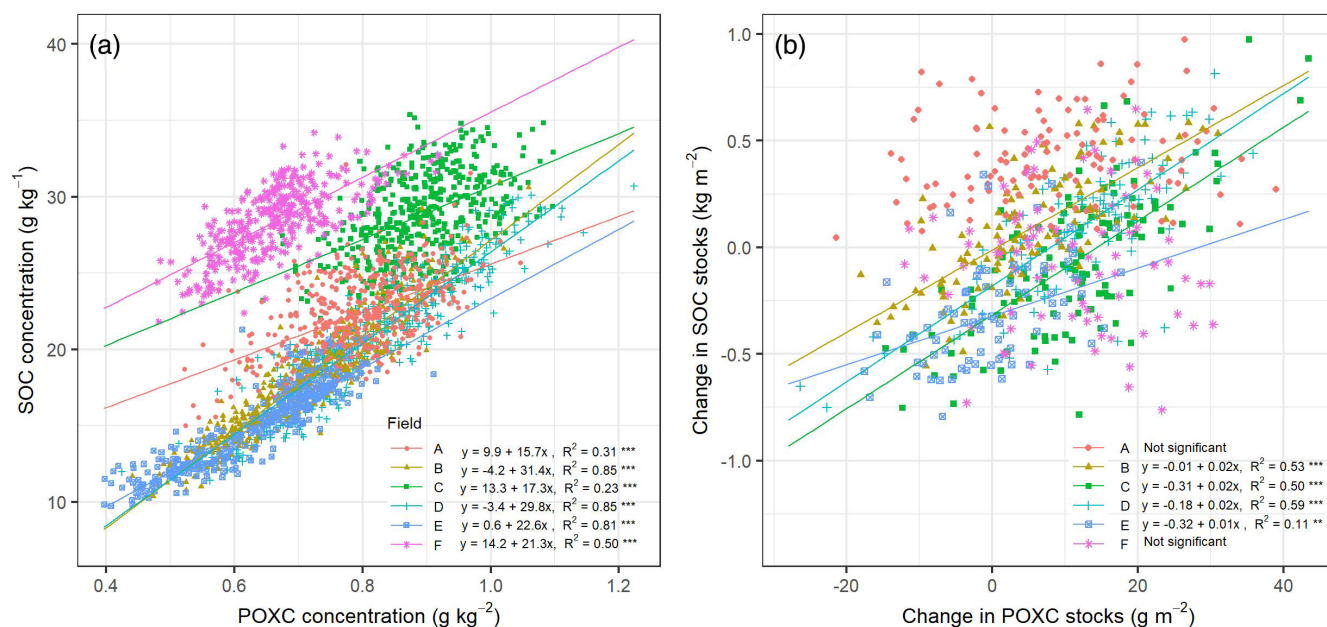 (a)
SOC concentration (g kg⁻¹)
40
30
20
10
0.4 0.6 0.8 1.0 1.2
POXC concentration (g kg⁻²)
Field
A y = 9.9 + 15.7x , R² = 0.31 ***
B y = -4.2 + 31.4x, R² = 0.85 ***
C y = 13.3 + 17.3x, R² = 0.23 ***
D y = -3.4 + 29.8x, R² = 0.85 ***
E y = 0.6 + 22.6x , R² = 0.81 ***
F y = 14.2 + 21.3x, R² = 0.50 ***
(b)
Change in SOC stocks (kg m⁻²)
1.0
0.5
0.0
-0.5
-1.0
-20 0 20 40
Change in POXC stocks (g m⁻²)
A Not significant
B y = -0.01 + 0.02x, R² = 0.53 ***
C y = -0.31 + 0.02x, R² = 0.50 ***
D y = -0.18 + 0.02x, R² = 0.59 ***
E y = -0.32 + 0.01x , R² = 0.11 **
F Not significant